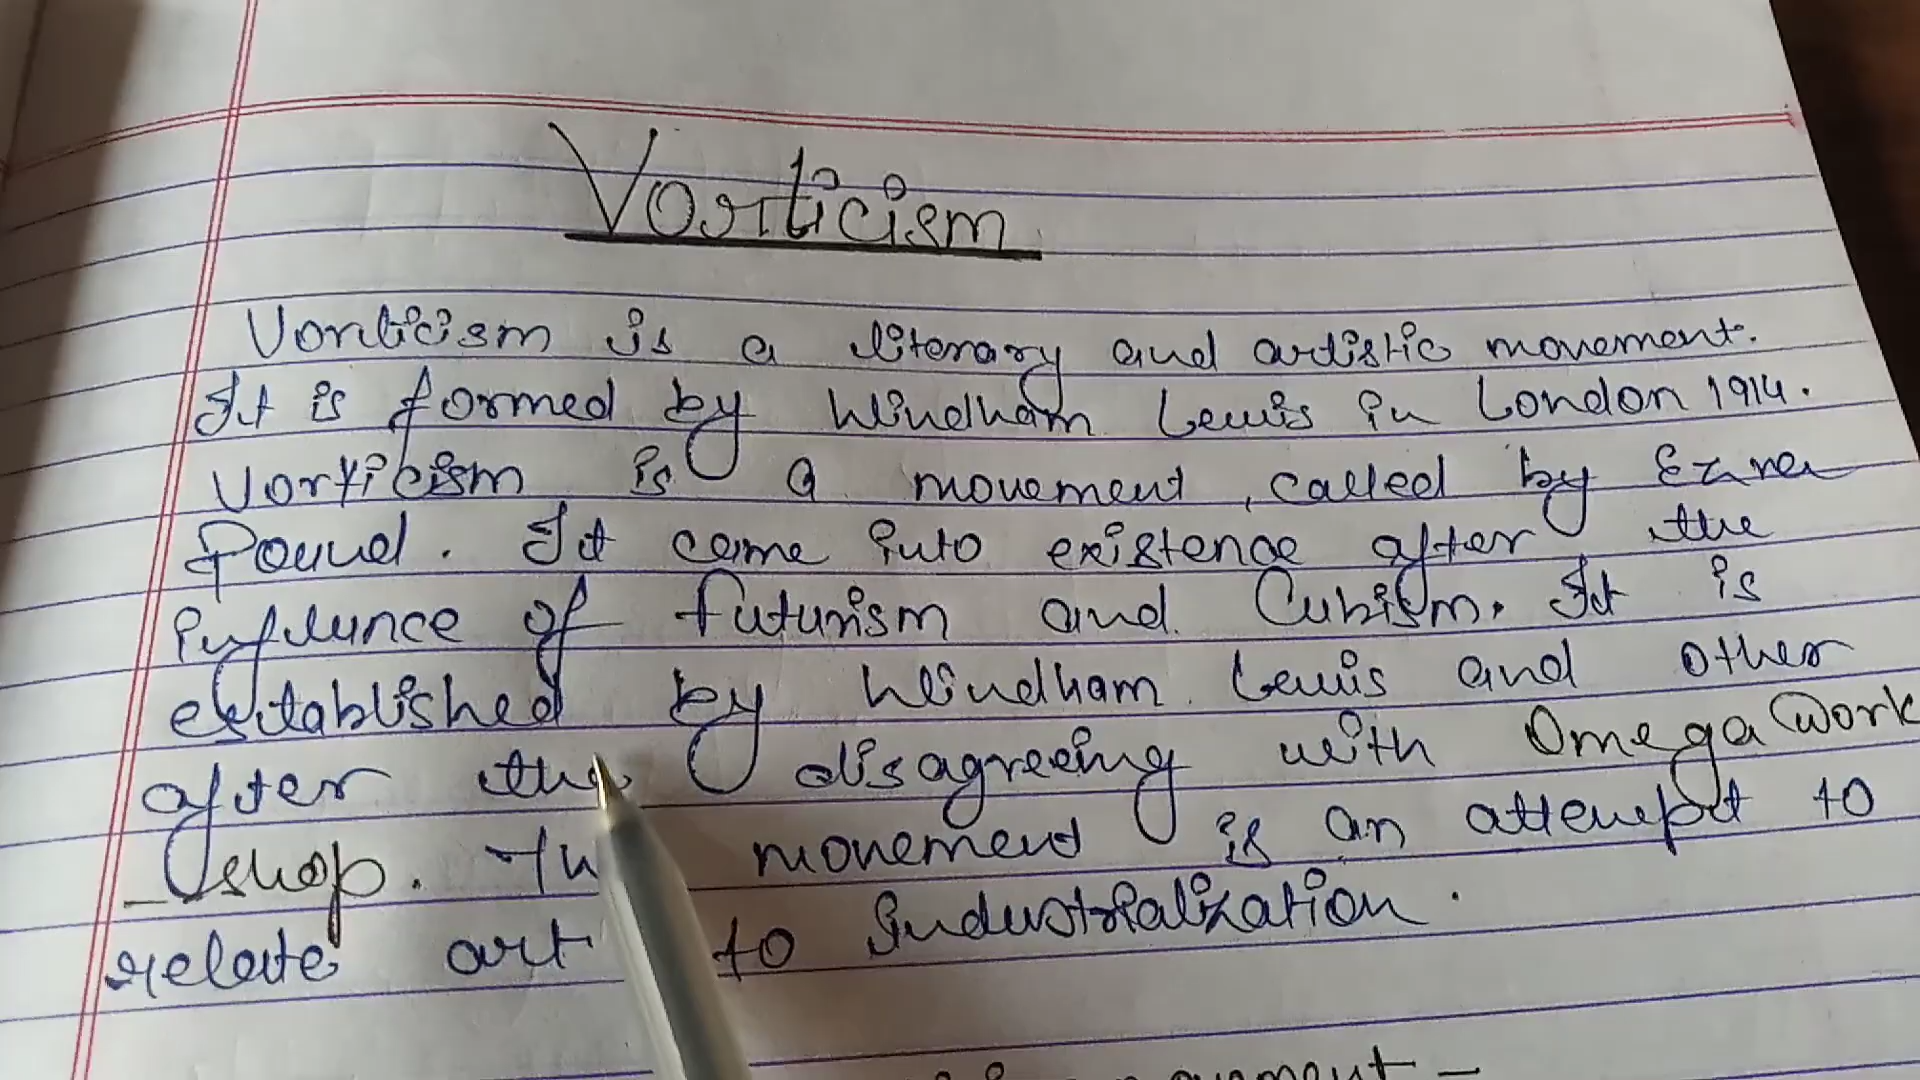 Vorticism
Vorticism is a literary and artistic movement.
It is formed by Windham Lewis in London 1914.
Vorticism is a movement, called by Ezra
Pound. It came into existence after the
influnce of futurism and Cubism. It is
established by Windham Lewis and other
after the disagreeing with Omega Work
shop. movement is an attempt to
relate art to Industrialization.
movement -